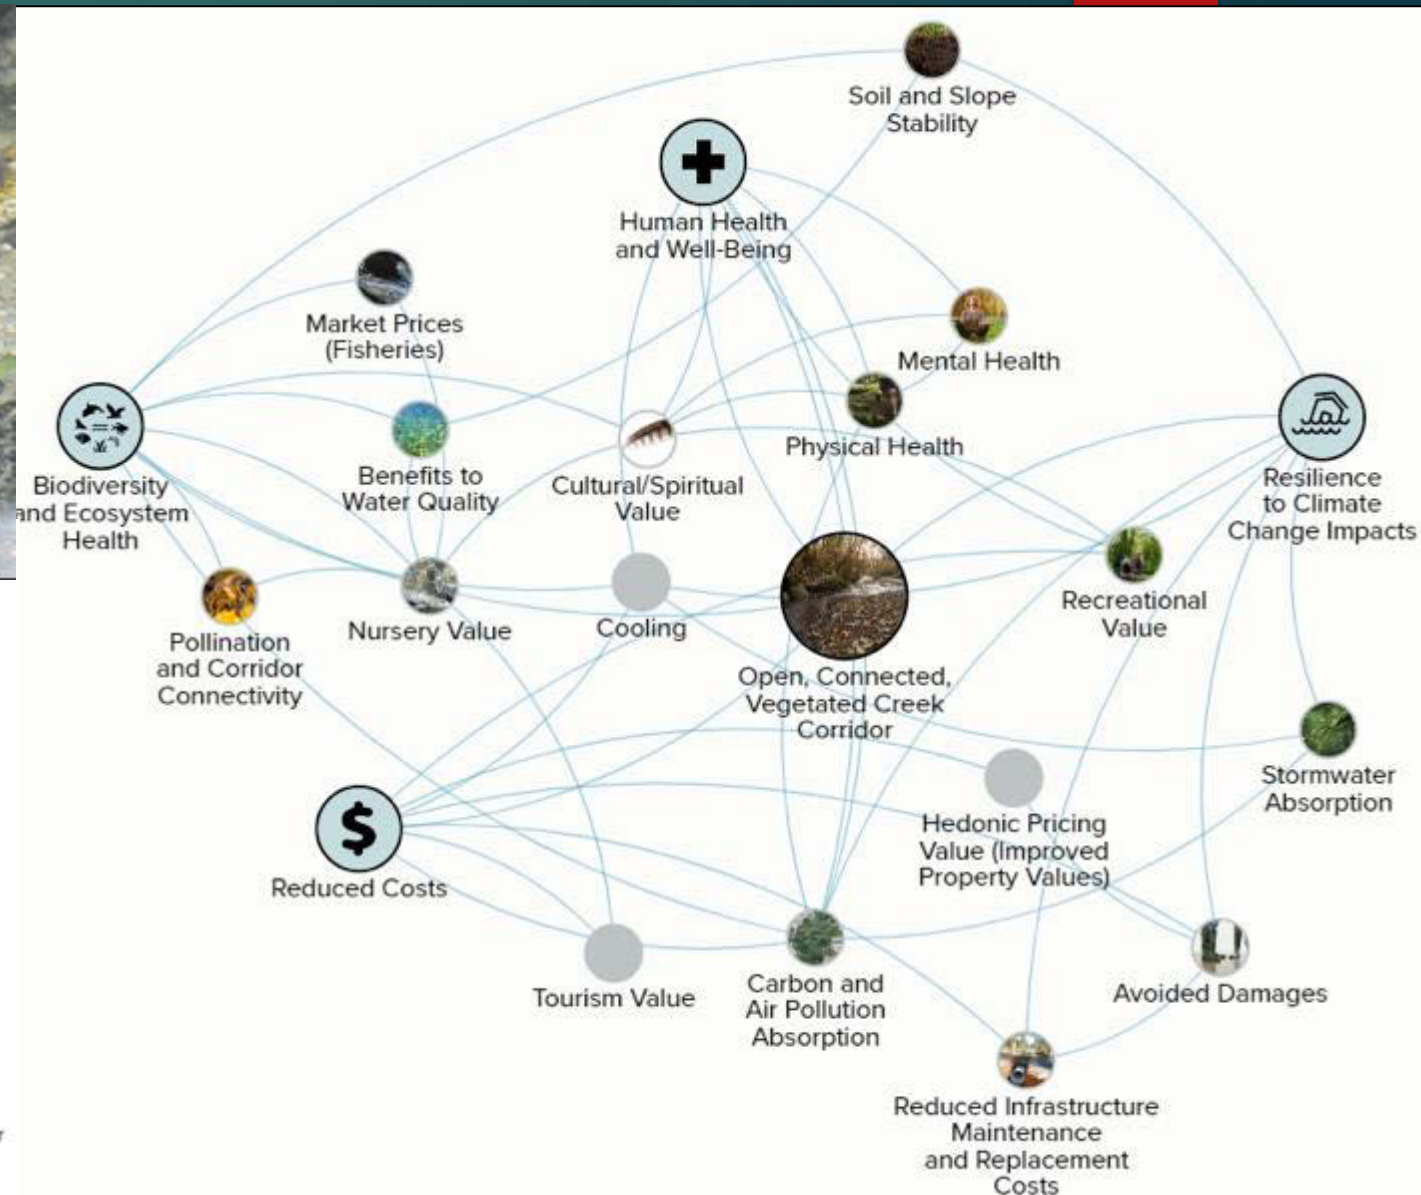 Soil and Slope
Stability
Human Health
and Well-Being
Market Prices
(Fisheries)
Mental Health
Physical Health
Biodiversity
and Ecosystem
Health
Benefits to
Water Quality
Cultural/Spiritual
Value
Resilience
to Climate
Change Impacts
Pollination
and Corridor
Connectivity
Nursery Value
Cooling
Recreational
Value
Open, Connected,
Vegetated Creek
Corridor
Stormwater
Absorption
Hedonic Pricing
Value (Improved
Property Values)
$
Reduced Costs
Tourism Value
Carbon and
Air Pollution
Absorption
Avoided Damages
Reduced Infrastructure
Maintenance
and Replacement
Costs